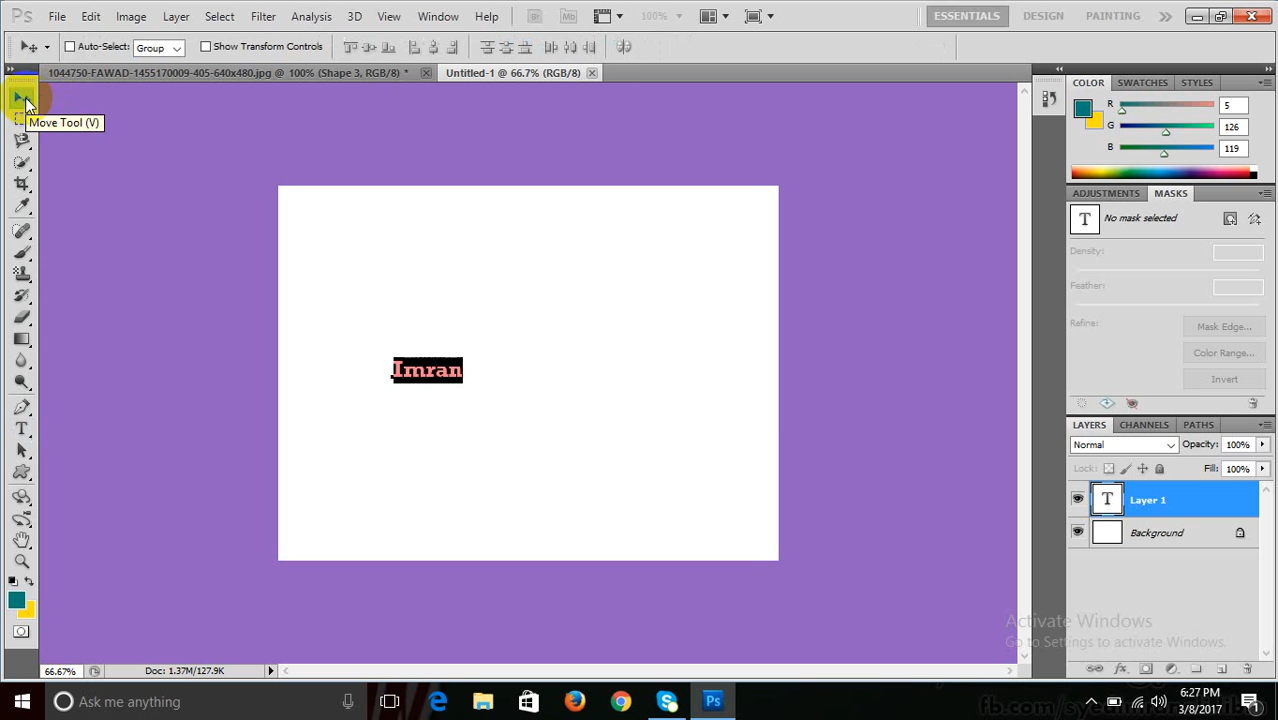 Ps File Edit Image Layer Select Filter Analysis 3D View Window Help Br Mb 100% ESSENTIALS DESIGN PAINTING
Auto-Select: Group Show Transform Controls
1044750-FAWAD-1455170009-405-640x480.jpg @ 100% (Shape 3, RGB/8) * Untitled-1 @ 66.7% (RGB/8)
Move Tool (V)
Imran
COLOR SWATCHES STYLES
R 5
G 126
B 119
ADJUSTMENTS MASKS
T No mask selected
Density:
Feather:
Refine: Mask Edge...
Color Range...
Invert
LAYERS CHANNELS PATHS
Normal Opacity: 100%
Lock: Fill: 100%
T Layer 1
Background
Activate Windows
Go to Settings to activate Windows.
66.67% Doc: 1.37M/127.9K
Ask me anything
6:27 PM
3/8/2017